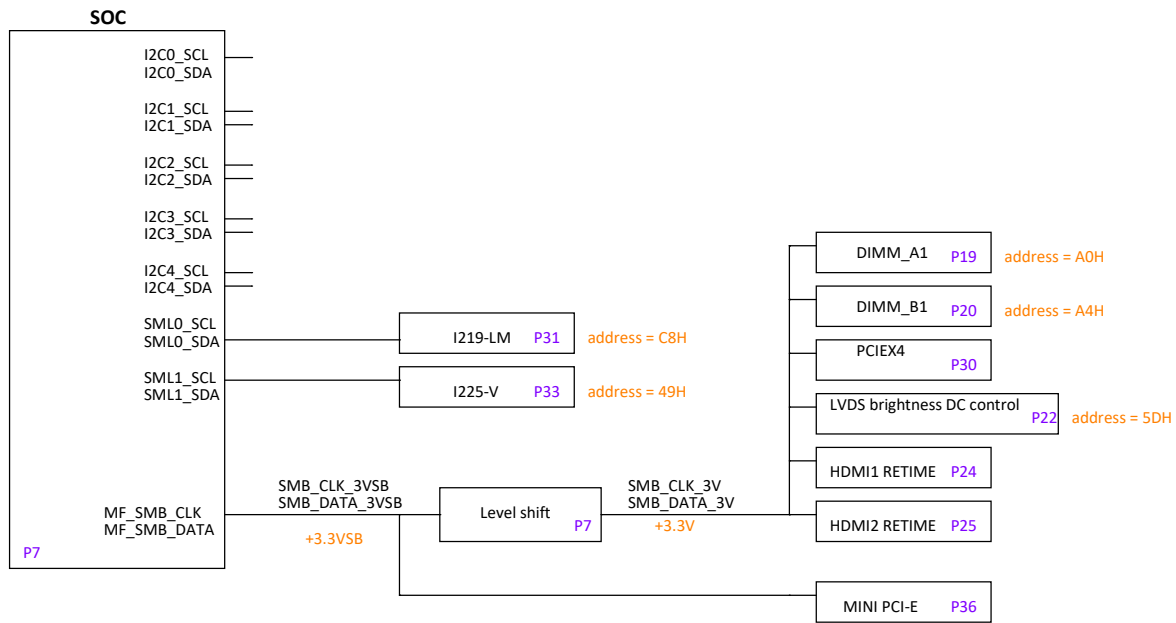 SOC
I2C0_SCL
I2C0_SDA
I2C1_SCL
I2C1_SDA
I2C2_SCL
I2C2_SDA
I2C3_SCL
I2C3_SDA
I2C4_SCL
I2C4_SDA
SML0_SCL
SML0_SDA
SML1_SCL
SML1_SDA
MF_SMB_CLK
MF_SMB_DATA
P7
I219-LM P31 address = C8H
I225-V P33 address = 49H
SMB_CLK_3VSB
SMB_DATA_3VSB
+3.3VSB
Level shift
P7
SMB_CLK_3V
SMB_DATA_3V
+3.3V
DIMM_A1 P19 address = A0H
DIMM_B1 P20 address = A4H
PCIEX4
P30
LVDS brightness DC control
P22 address = 5DH
HDMI1 RETIME P24
HDMI2 RETIME P25
MINI PCI-E P36